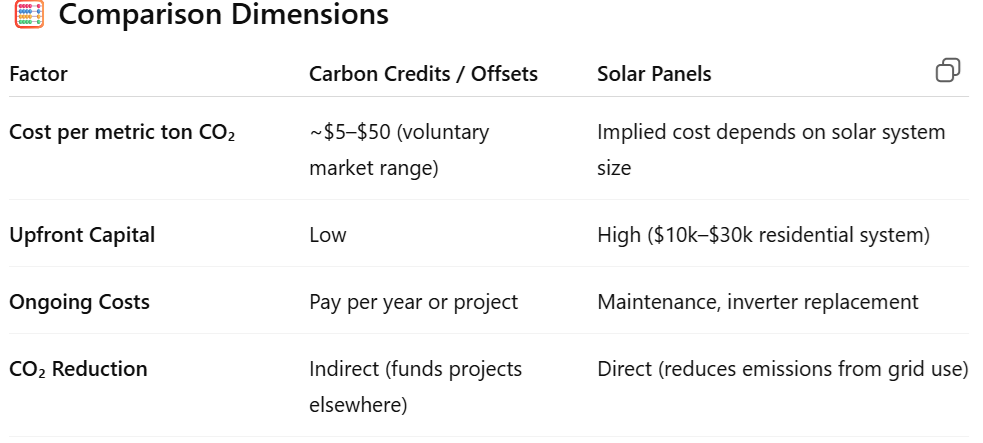 Comparison Dimensions
Factor
Carbon Credits / Offsets
Solar Panels
Cost per metric ton CO₂
~$5–$50 (voluntary
market range)
Implied cost depends on solar system
size
Upfront Capital
Low
High ($10k–$30k residential system)
Ongoing Costs
Pay per year or project
Maintenance, inverter replacement
CO₂ Reduction
Indirect (funds projects
elsewhere)
Direct (reduces emissions from grid use)